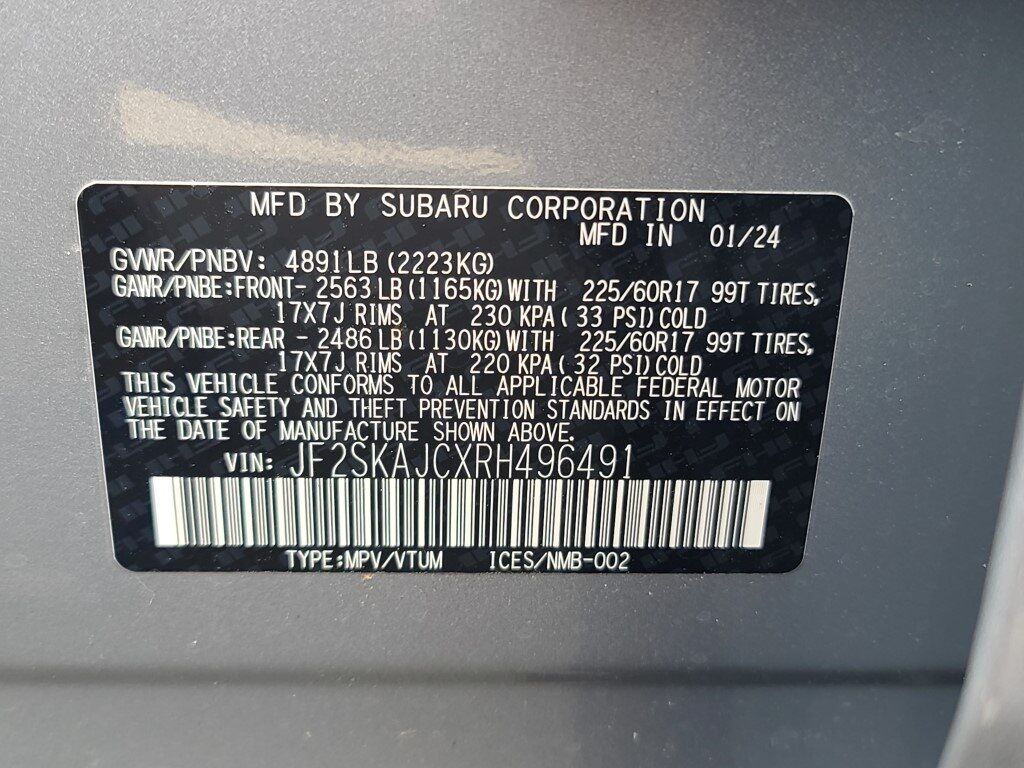 MFD BY SUBARU CORPORATION
MFD IN 01/24
GVWR/PNBV: 4891LB (2223KG)
GAWR/PNBE:FRONT- 2563LB (1165KG)WITH 225/60R17 99T TIRES,
17X7J RIMS AT 230 KPA( 33 PSI)COLD
GAWR/PNBE:REAR - 2486LB (1130KG)WITH 225/60R17 99T TIRES,
17X7J RIMS AT 220 KPA( 32 PSI)COLD
THIS VEHICLE CONFORMS TO ALL APPLICABLE FEDERAL MOTOR
VEHICLE SAFETY AND THEFT PREVENTION STANDARDS IN EFFECT ON
THE DATE OF MANUFACTURE SHOWN ABOVE.
VIN: JF2SKAJCXRH496491
TYPE:MPV/VTUM ICES/NMB-002